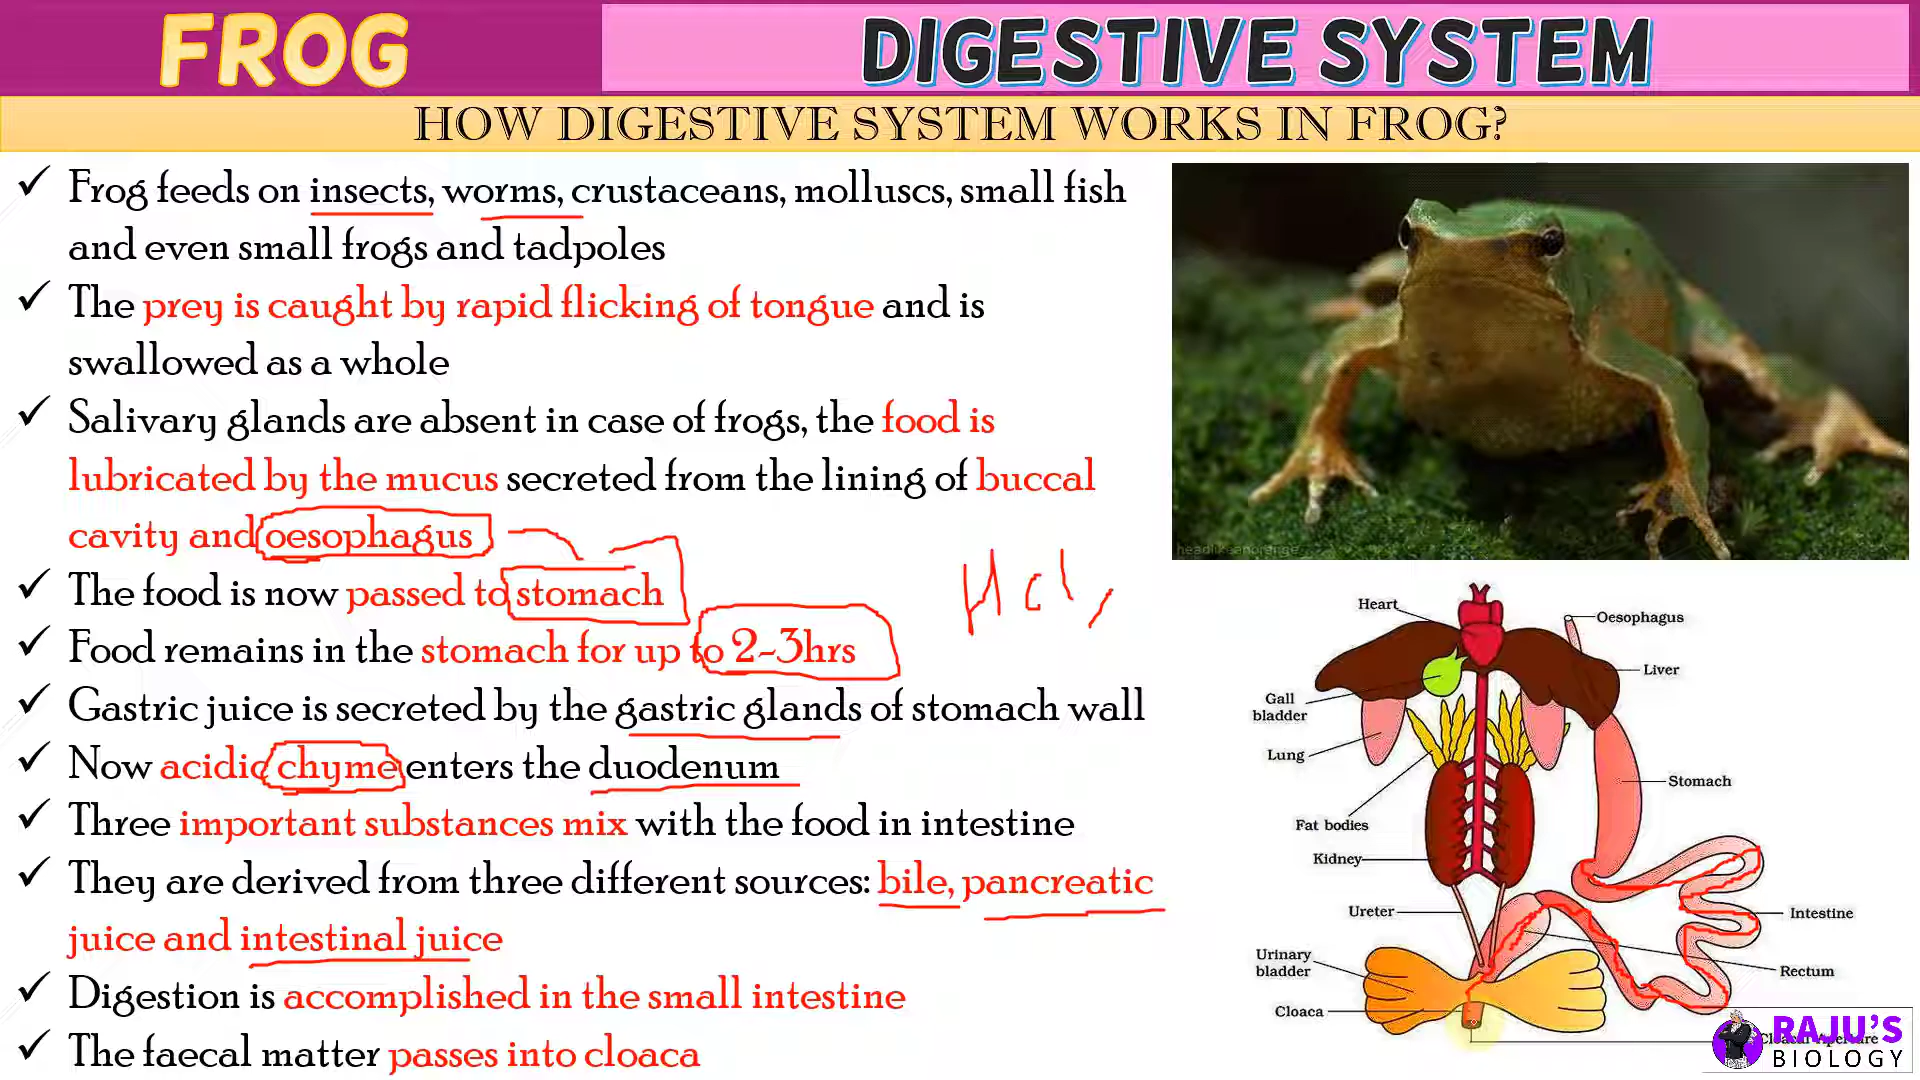 FROG
DIGESTIVE SYSTEM
HOW DIGESTIVE SYSTEM WORKS IN FROG?
✓ Frog feeds on insects, worms, crustaceans, molluscs, small fish
and even small frogs and tadpoles
✓ The prey is caught by rapid flicking of tongue and is
swallowed as a whole
✓ Salivary glands are absent in case of frogs, the food is
lubricated by the mucus secreted from the lining of buccal
cavity and oesophagus
✓ The food is now passed to stomach
✓ Food remains in the stomach for up to 2-3hrs
✓ Gastric juice is secreted by the gastric glands of stomach wall
✓ Now acidic chyme enters the duodenum
✓ Three important substances mix with the food in intestine
✓ They are derived from three different sources: bile, pancreatic
juice and intestinal juice
✓ Digestion is accomplished in the small intestine
✓ The faecal matter passes into cloaca
Hcl,
headlikeanorange
Heart
Oesophagus
Liver
Gall
bladder
Lung
Stomach
Fat bodies
Kidney
Ureter
Intestine
Urinary
bladder
Rectum
Cloaca
RAJU'S
BIOLOGY